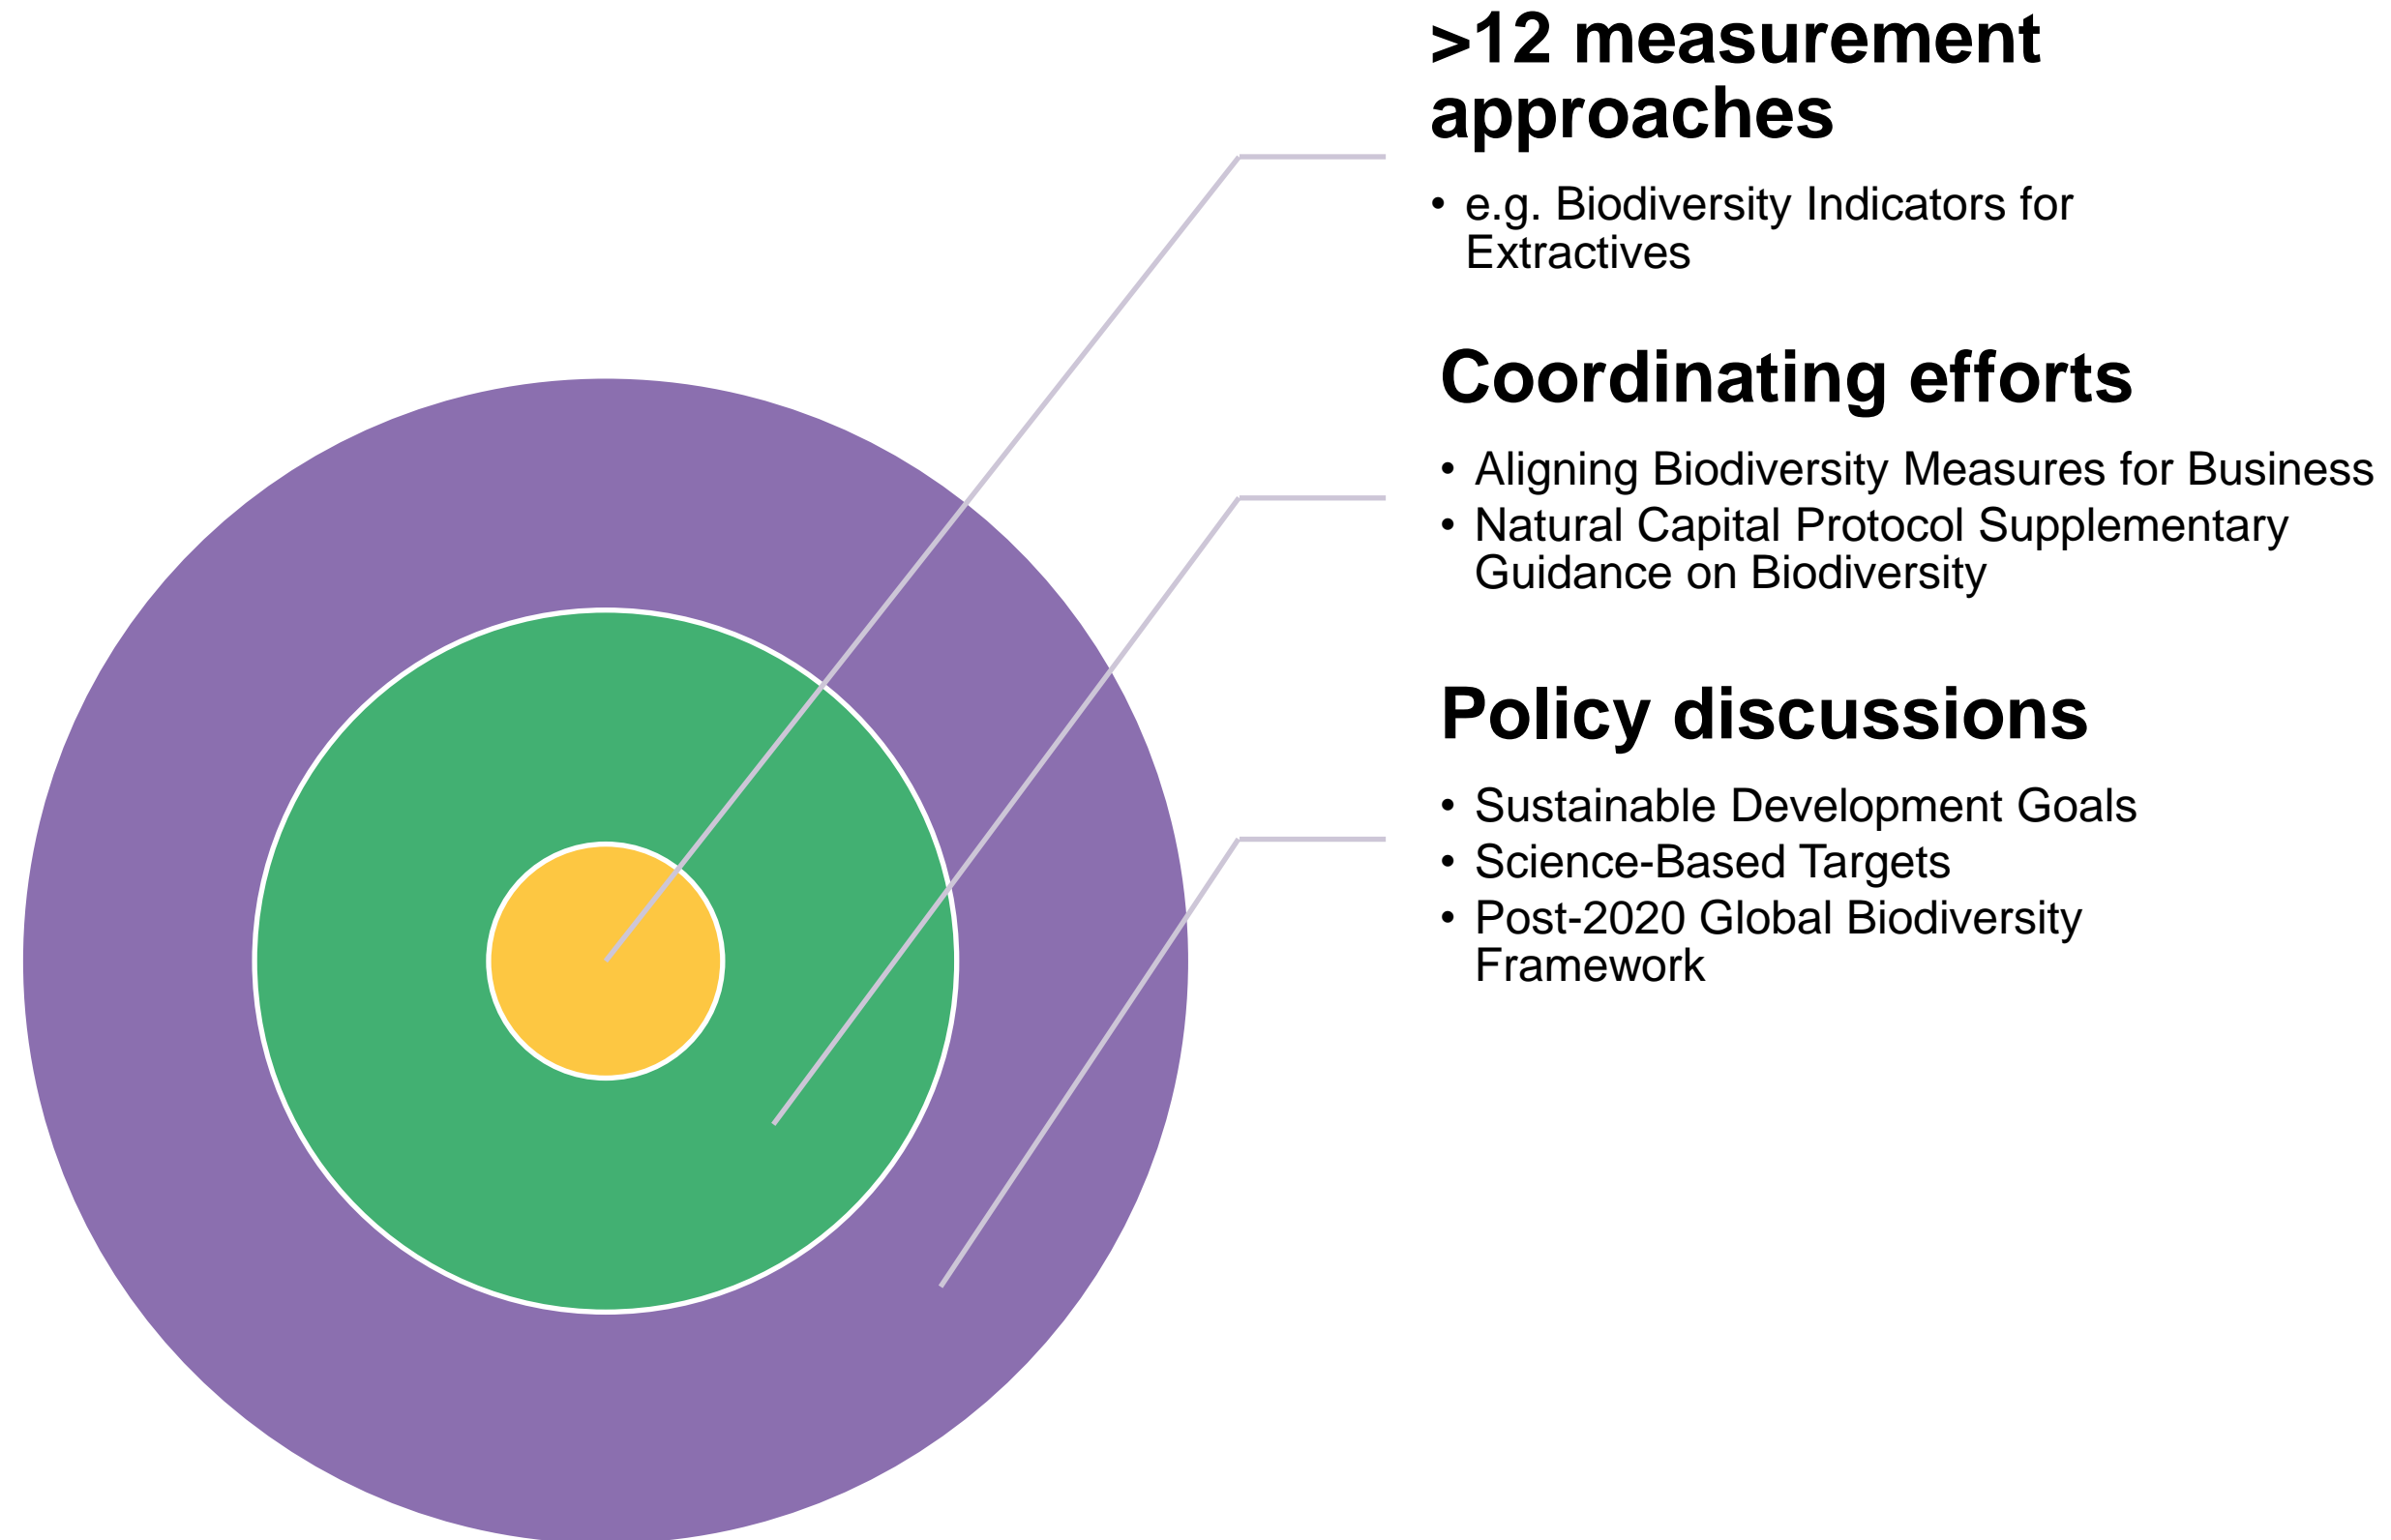 >12 measurement
approaches
• e.g. Biodiversity Indicators for
Extractives
Coordinating efforts
• Aligning Biodiversity Measures for Business
• Natural Capital Protocol Supplementary
Guidance on Biodiversity
Policy discussions
• Sustainable Development Goals
• Science-Based Targets
• Post-2020 Global Biodiversity
Framework